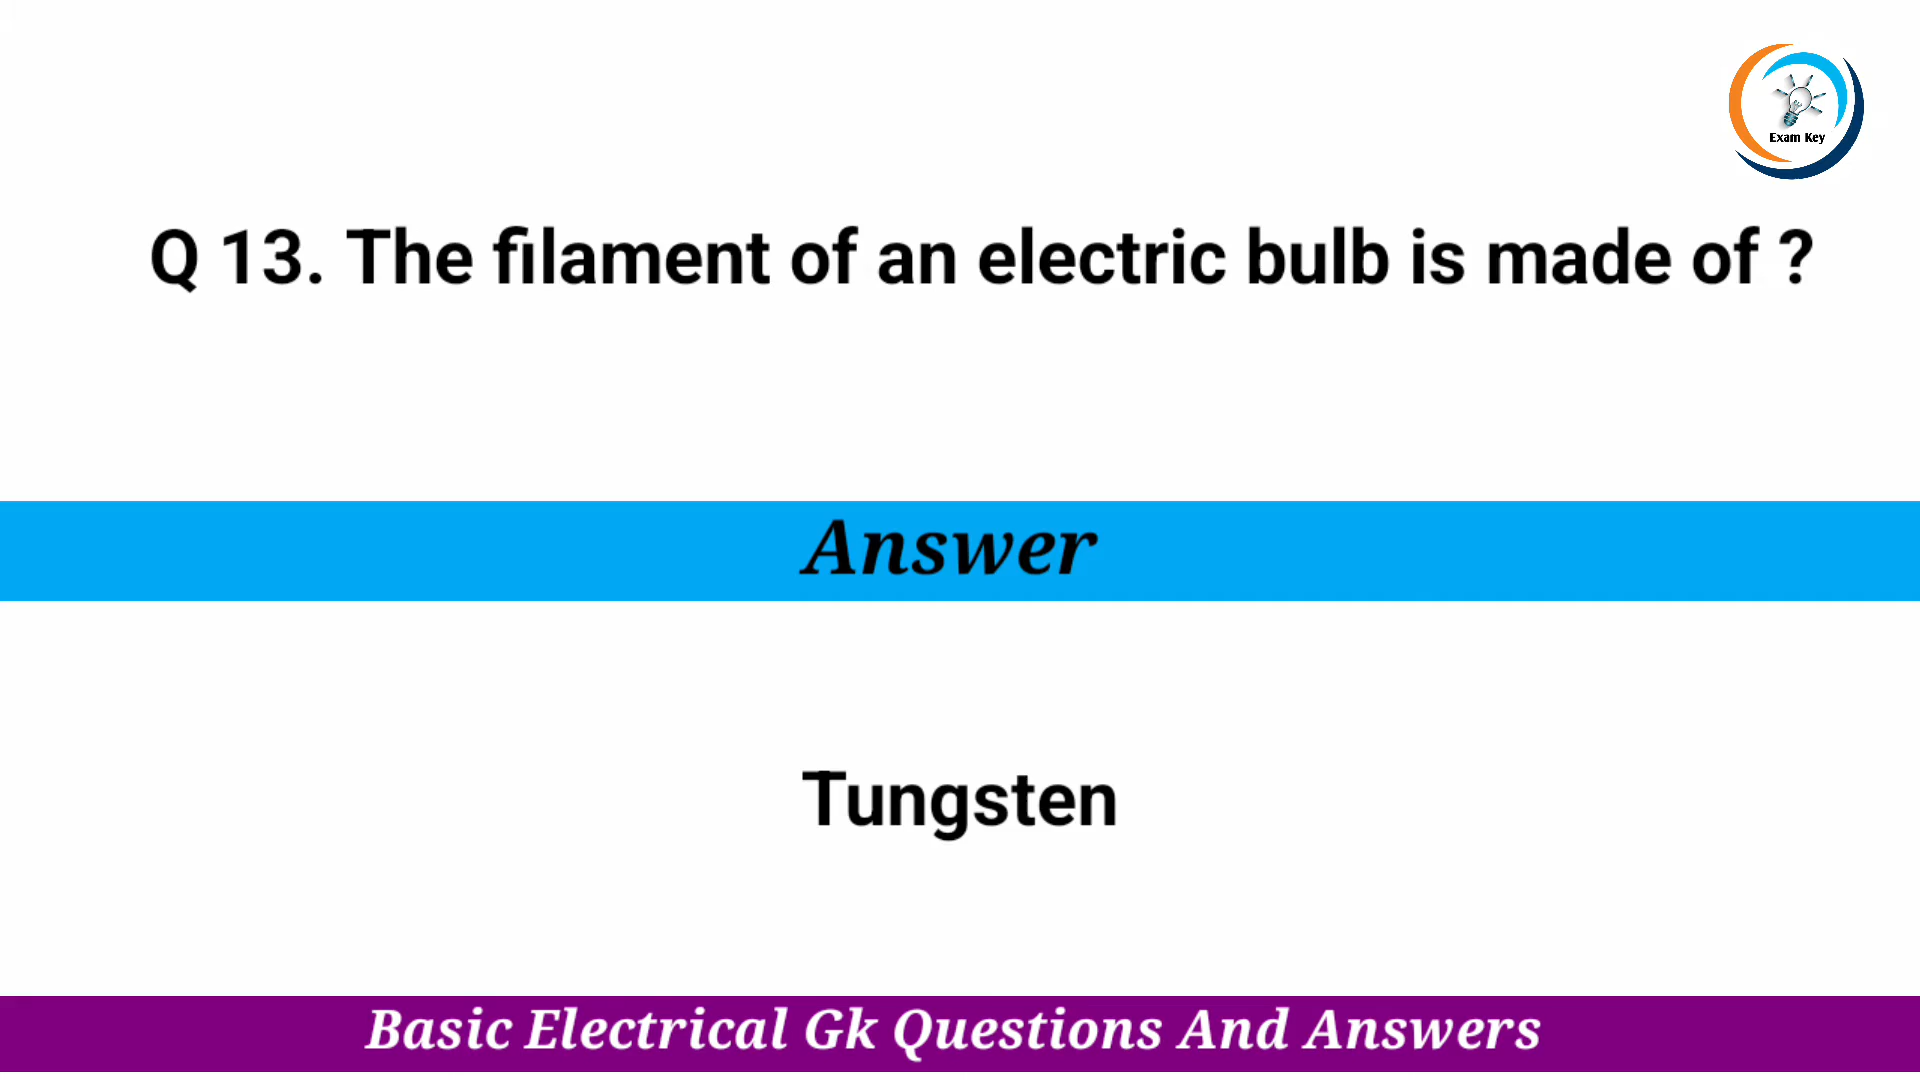 Exam Key
Q 13. The filament of an electric bulb is made of ?
Answer
Tungsten
Basic Electrical Gk Questions And Answers